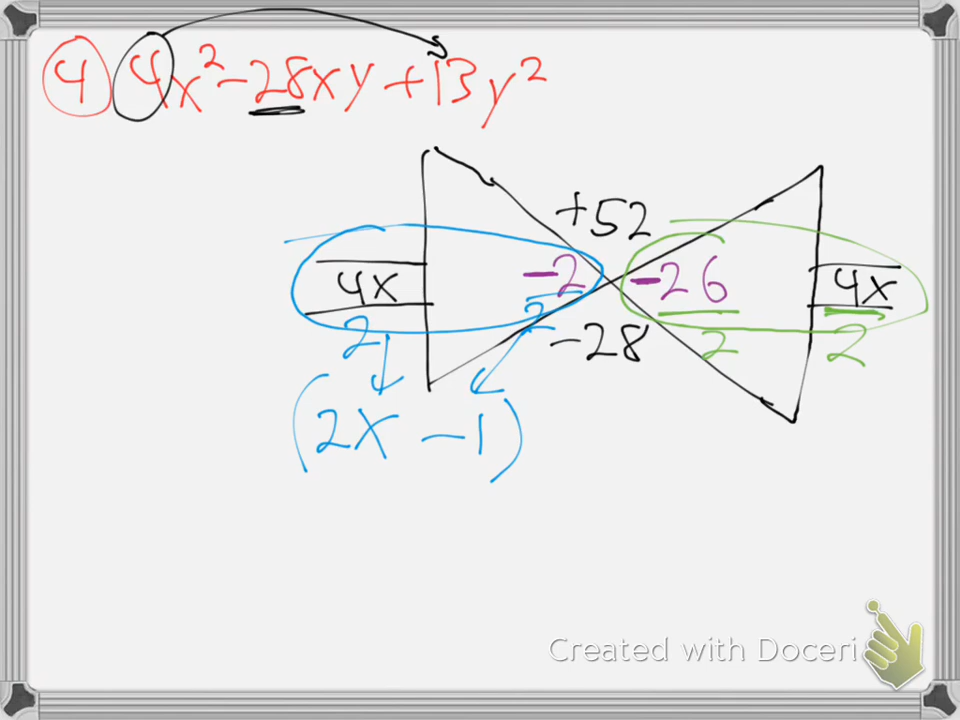 4 4x² - 28xy + 13y²
+52
4x -2 -26 4x
2 2 2 2
-28
(2x - 1)
Created with Doceri